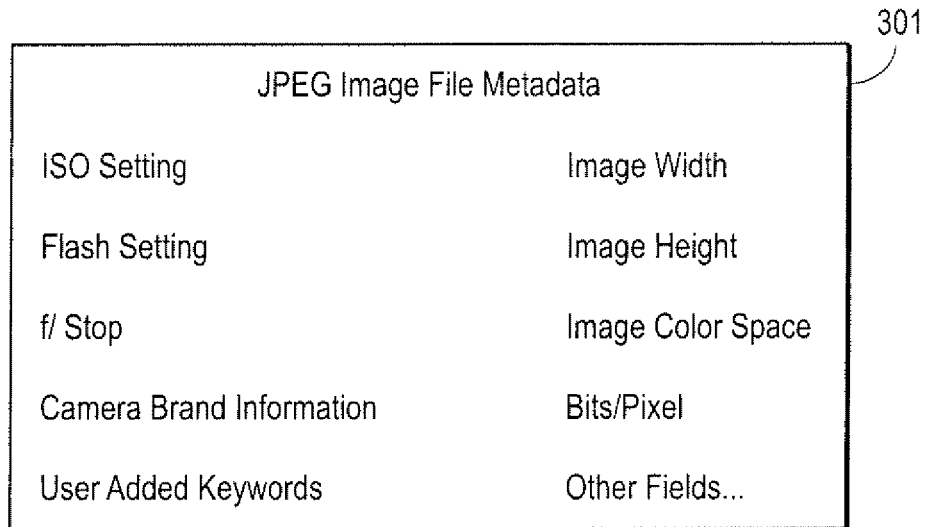 301
JPEG Image File Metadata
ISO Setting Image Width
Flash Setting Image Height
f/ Stop Image Color Space
Camera Brand Information Bits/Pixel
User Added Keywords Other Fields...